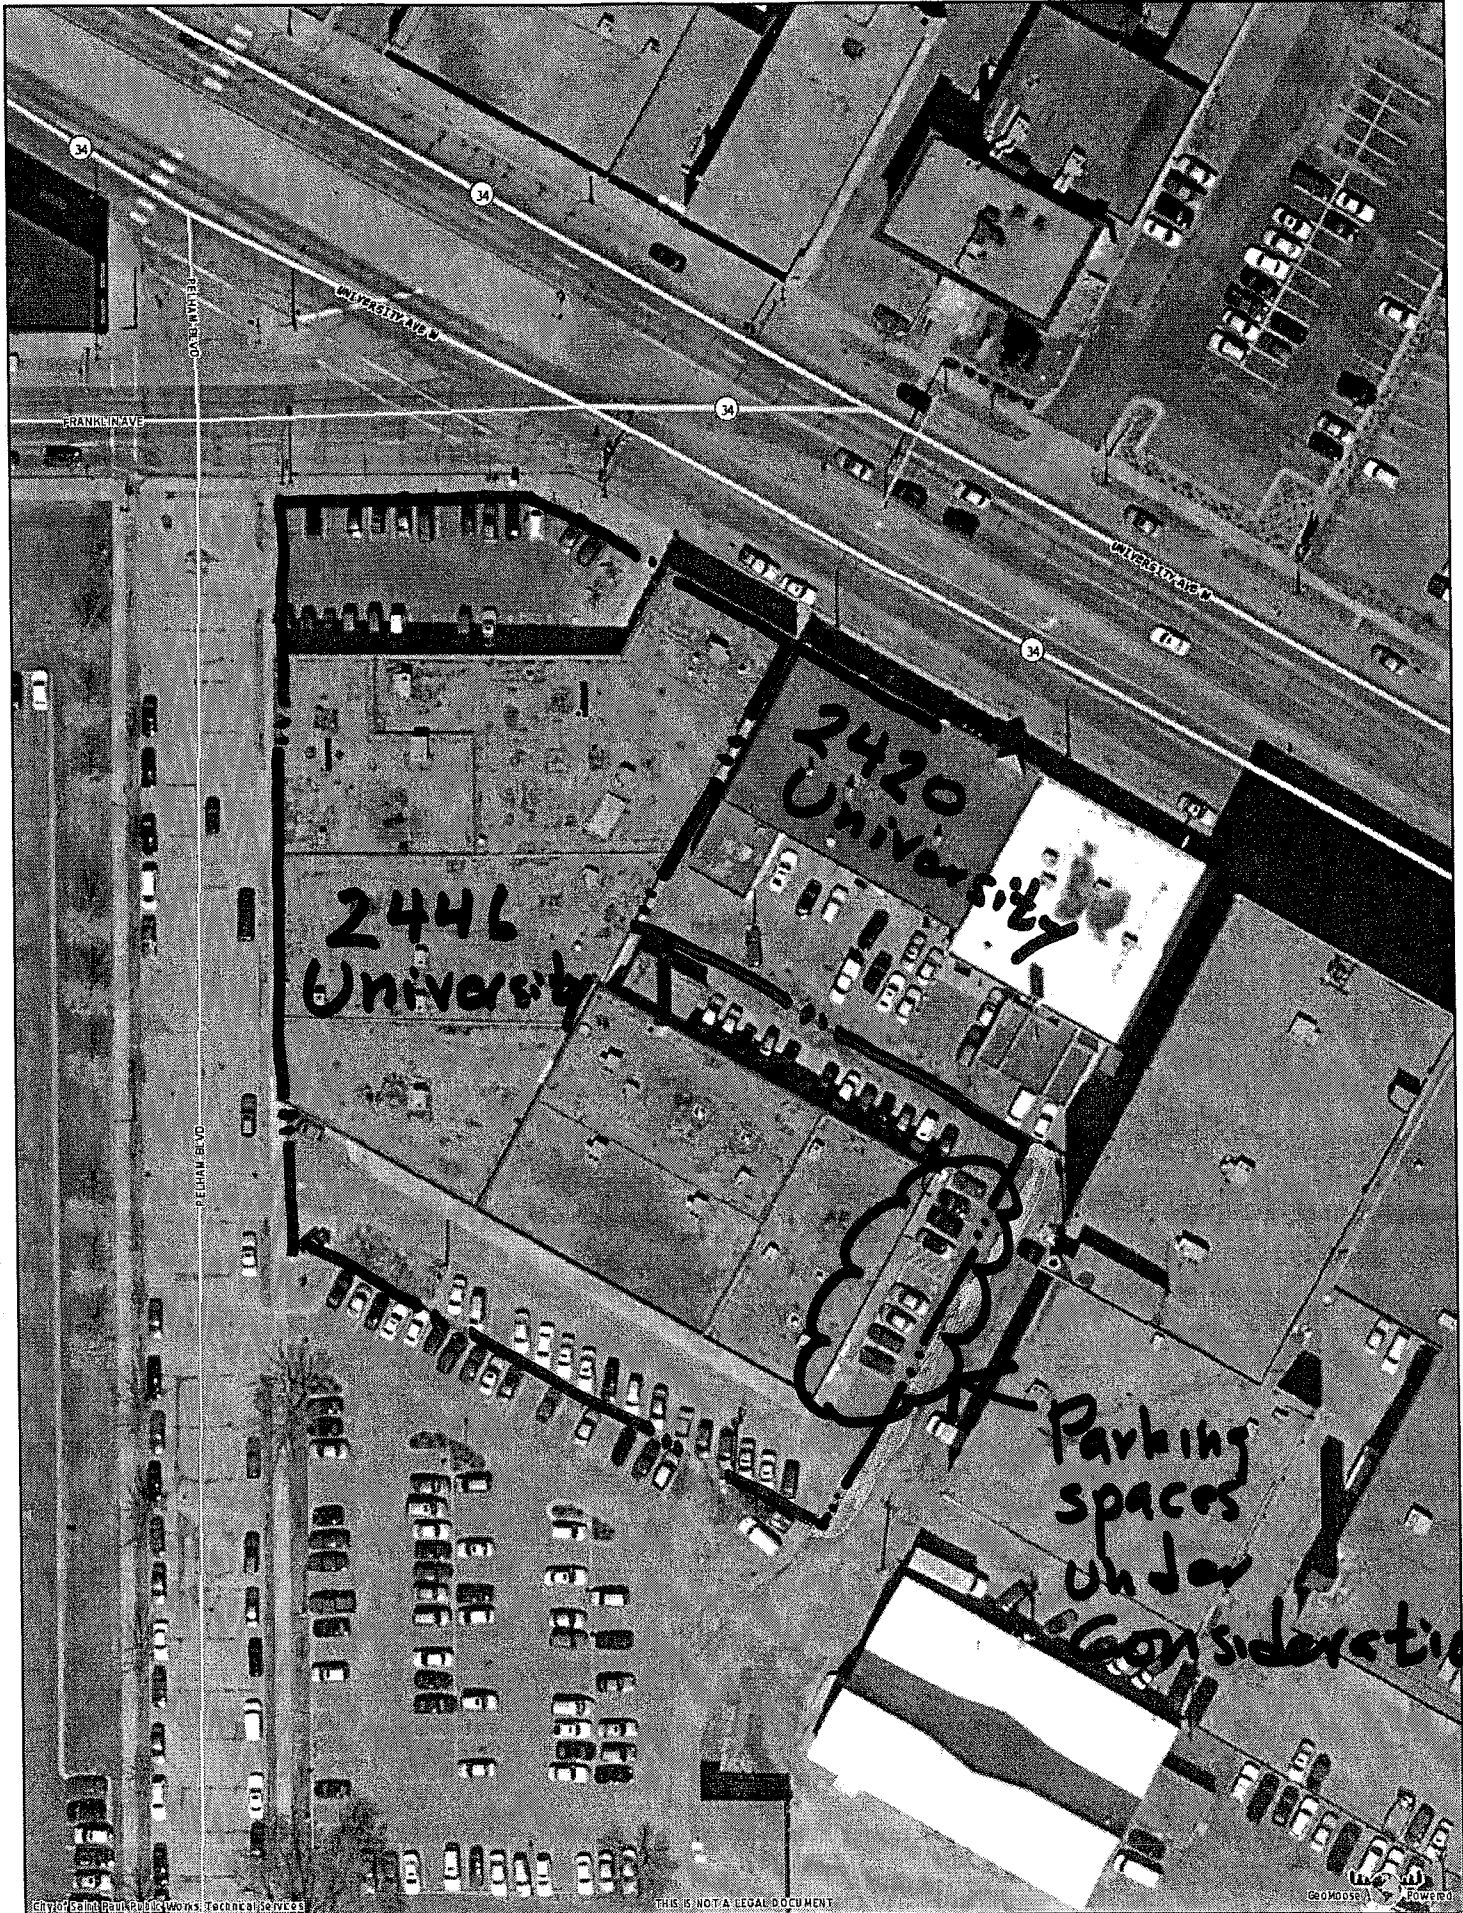 34
34
PELHAM BLVD
UNIVERSITY AVE W
FRANKLIN AVE
34
UNIVERSITY AVE W
34
2420
University
2446
University
PELHAM BLVD
Parking
spaces
under
Consideratio
City of Saint Paul Public Works, Technical Services
THIS IS NOT A LEGAL DOCUMENT
GeoMoose Powered